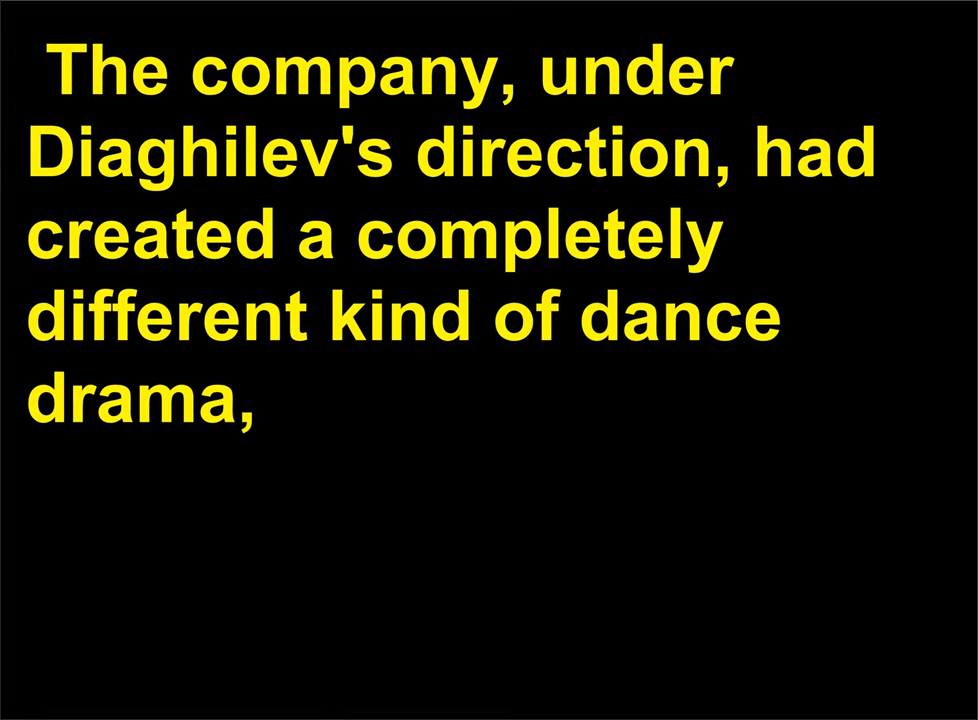 The company, under
Diaghilev's direction, had
created a completely
different kind of dance
drama,